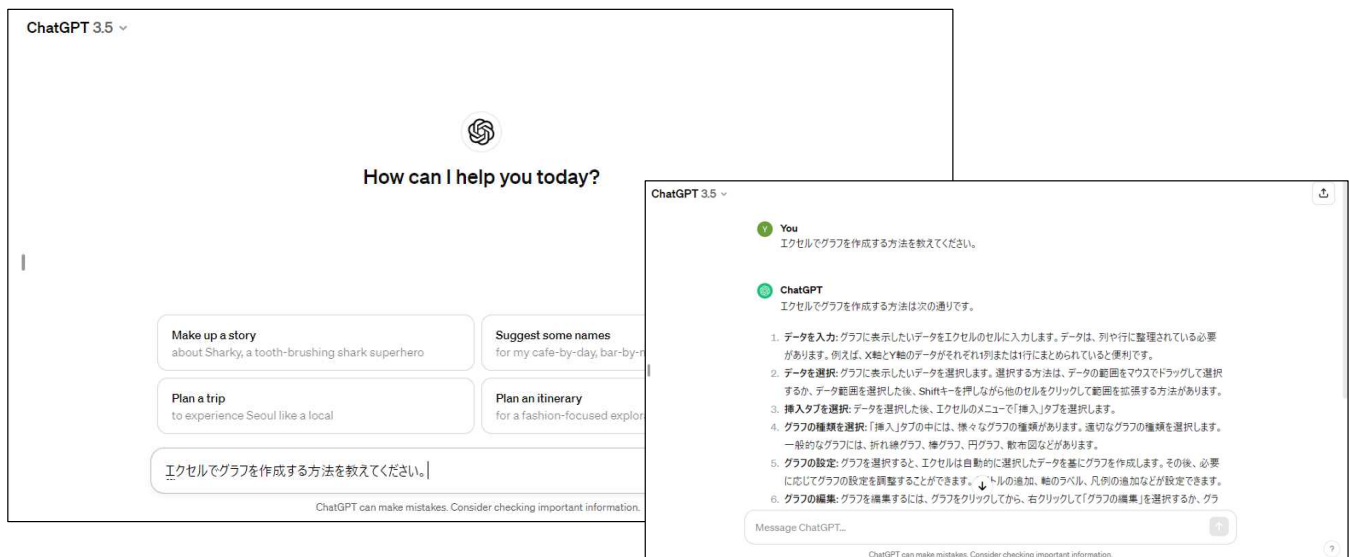 ChatGPT 3.5
How can I help you today?
Make up a story
about Sharky, a tooth-brushing shark superhero
Suggest some names
for my cafe-by-day, bar-by-n
Plan a trip
to experience Seoul like a local
Plan an itinerary
for a fashion-focused explor
エクセルでグラフを作成する方法を教えてください。
ChatGPT can make mistakes. Consider checking important information.
ChatGPT 3.5
Y
You
エクセルでグラフを作成する方法を教えてください。
ChatGPT
エクセルでグラフを作成する方法は次の通りです。
1. データを入力: グラフに表示したいデータをエクセルのセルに入力します。データは、列や行に整理されている必要
があります。例えば、X軸とY軸のデータがそれぞれ1列または1行にまとめられていると便利です。
2. データを選択: グラフに表示したいデータを選択します。選択する方法は、データの範囲をマウスでドラッグして選択
するか、データ範囲を選択した後、Shiftキーを押しながら他のセルをクリックして範囲を拡張する方法があります。
3. 挿入タブを選択: データを選択した後、エクセルのメニューで「挿入」タブを選択します。
4. グラフの種類を選択: 「挿入」タブの中には、様々なグラフの種類があります。適切なグラフの種類を選択します。
一般的なグラフには、折れ線グラフ、棒グラフ、円グラフ、散布図などがあります。
5. グラフの設定: グラフを選択すると、エクセルは自動的に選択したデータを基にグラフを作成します。その後、必要
に応じてグラフの設定を調整することができます。 トルの追加、軸のラベル、凡例の追加などが設定できます。
6. グラフの編集: グラフを編集するには、グラフをクリックしてから、右クリックして「グラフの編集」を選択するか、グラ
Message ChatGPT...
ChatGPT can make mistakes. Consider checking important information.
?